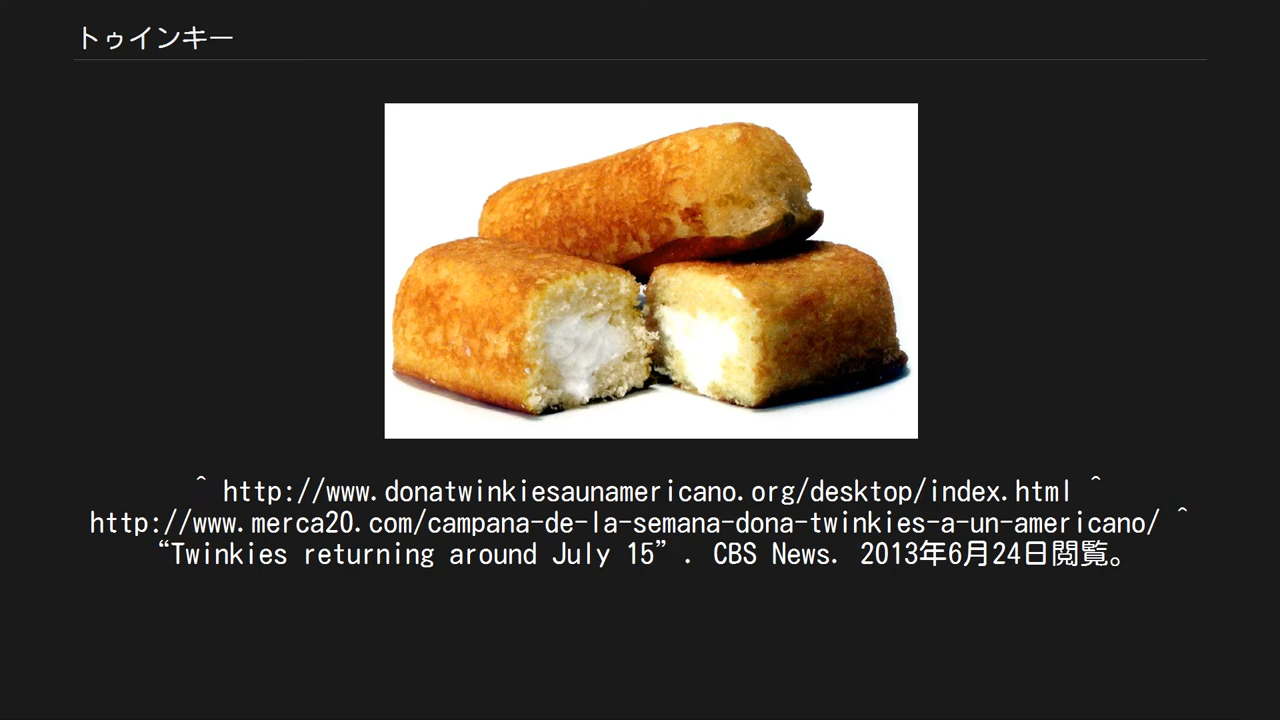 トゥインキー
^ http://www.donatwinkiesaunamericano.org/desktop/index.html ^
http://www.merca20.com/campana-de-la-semana-dona-twinkies-a-un-americano/ ^
“Twinkies returning around July 15”. CBS News. 2013年6月24日閲覧。